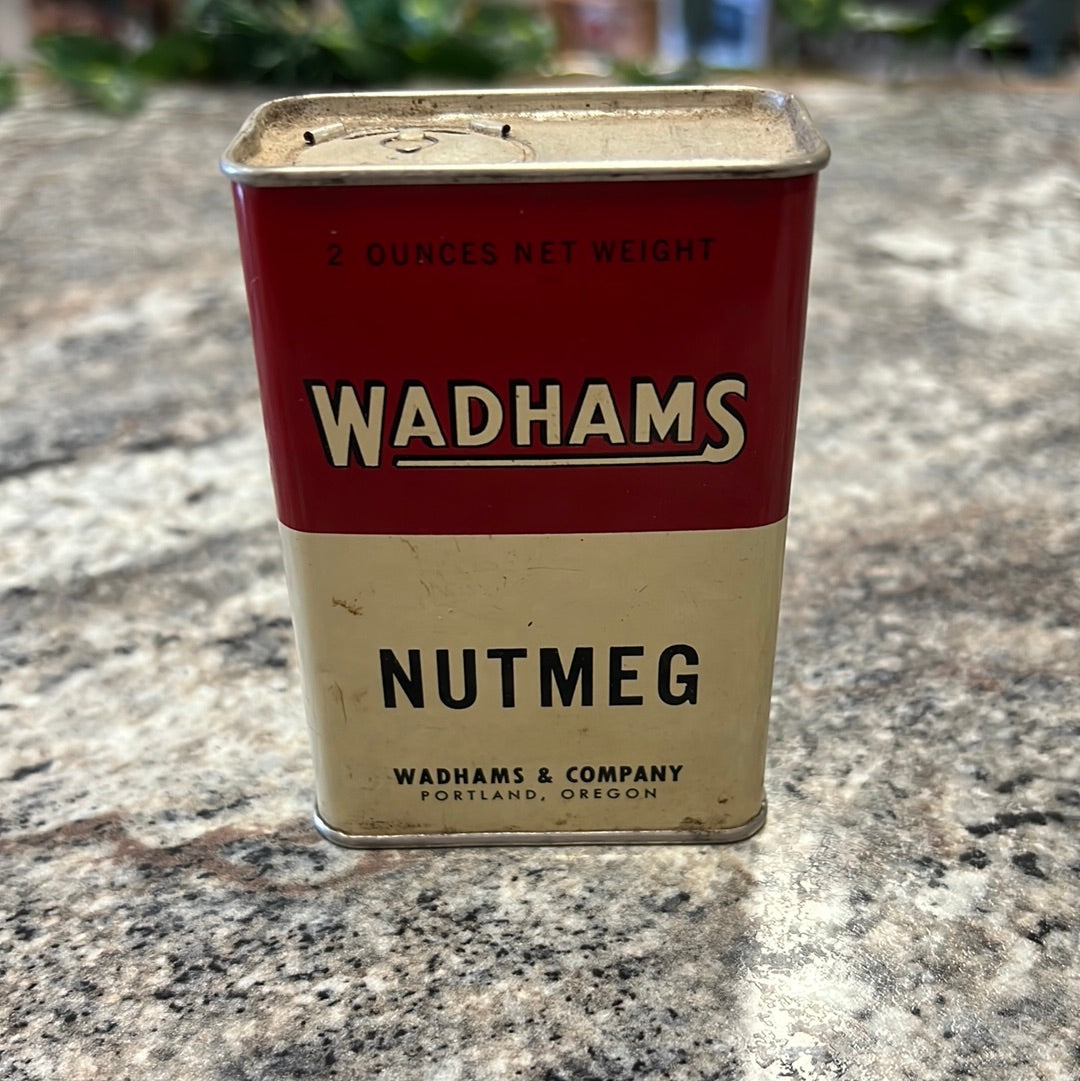 2 OUNCES NET WEIGHT
WADHAMS
NUTMEG
WADHAMS & COMPANY
PORTLAND, OREGON